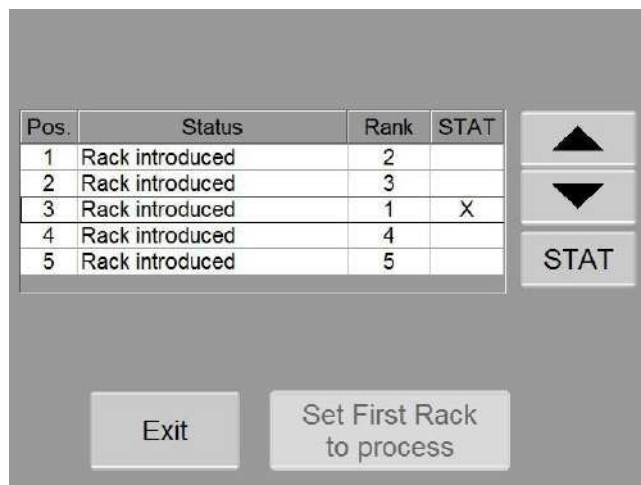 Pos. Status Rank STAT
1 Rack introduced 2
2 Rack introduced 3
3 Rack introduced 1 X
4 Rack introduced 4
5 Rack introduced 5
STAT
Exit
Set First Rack
to process